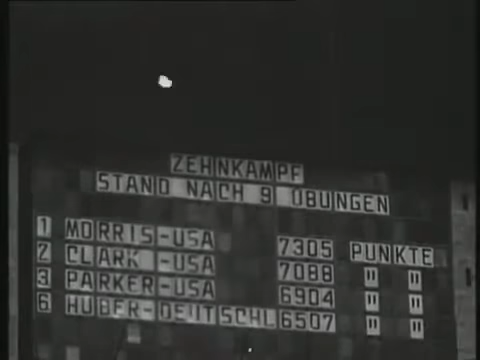 ZEHNKAMPF
STAND NACH 9 ÜBUNGEN
1 MORRIS-USA 7305 PUNKTE
2 CLARK -USA 7088 " "
3 PARKER-USA 6904 " "
6 HUBER-DEUTSCHL 6507 " "